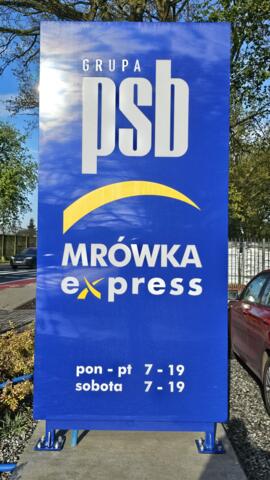 GRUPA
psb
MRÓWKA
express
pon - pt 7 - 19
sobota 7 - 19